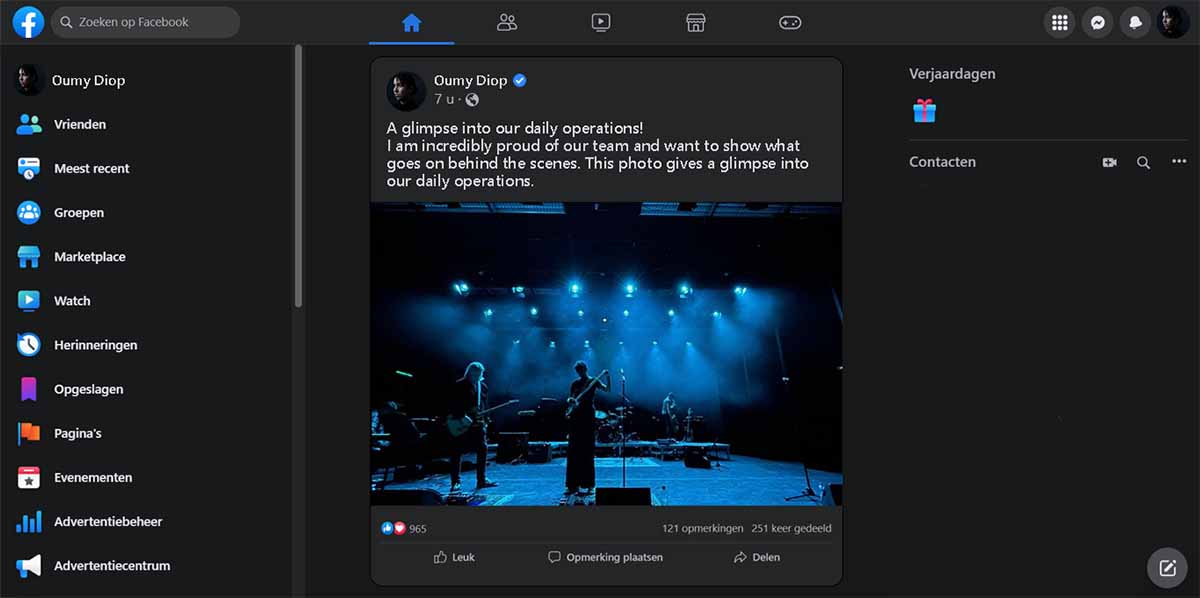 Zoeken op Facebook
Oumy Diop
Vrienden
Meest recent
Groepen
Marketplace
Watch
Herinneringen
Opgeslagen
Pagina's
Evenementen
Advertentiebeheer
Advertentiecentrum
Oumy Diop
7 u ·
A glimpse into our daily operations!
I am incredibly proud of our team and want to show what
goes on behind the scenes. This photo gives a glimpse into
our daily operations.
965
121 opmerkingen 251 keer gedeeld
Leuk Opmerking plaatsen Delen
Verjaardagen
Contacten